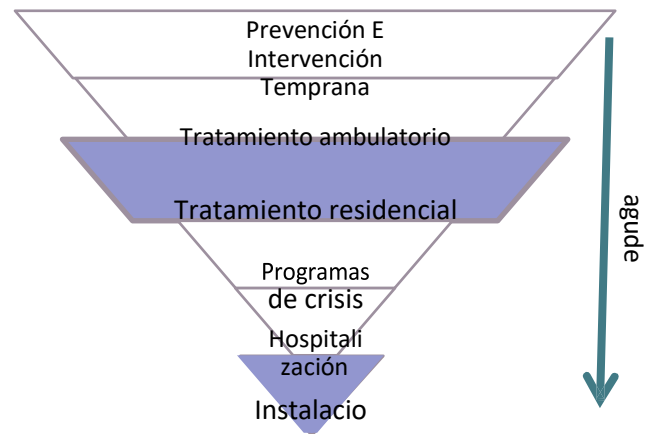 Prevención E
Intervención
Temprana
Tratamiento ambulatorio
Tratamiento residencial
Programas
de crisis
Hospitali
zación
Instalacio
agude